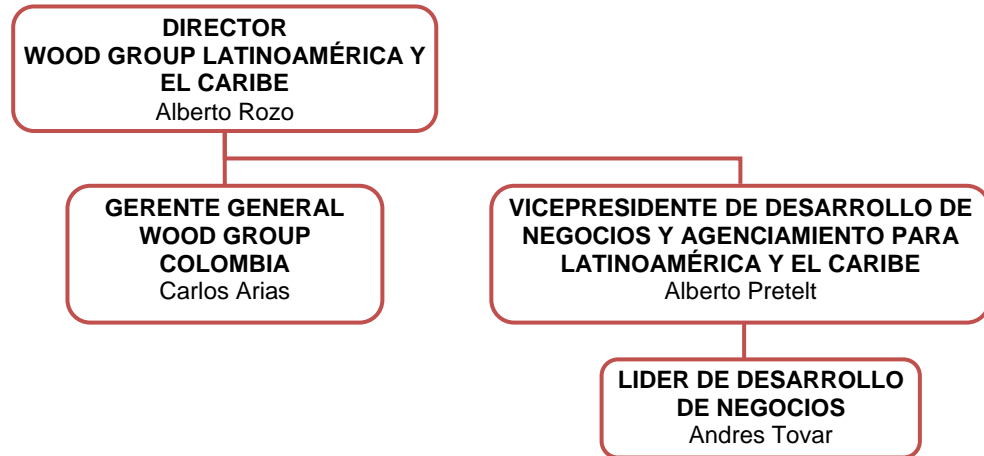 DIRECTOR
WOOD GROUP LATINOAMÉRICA Y
EL CARIBE
Alberto Rozo
GERENTE GENERAL
WOOD GROUP
COLOMBIA
Carlos Arias
VICEPRESIDENTE DE DESARROLLO DE
NEGOCIOS Y AGENCIAMIENTO PARA
LATINOAMÉRICA Y EL CARIBE
Alberto Pretelt
LIDER DE DESARROLLO
DE NEGOCIOS
Andres Tovar